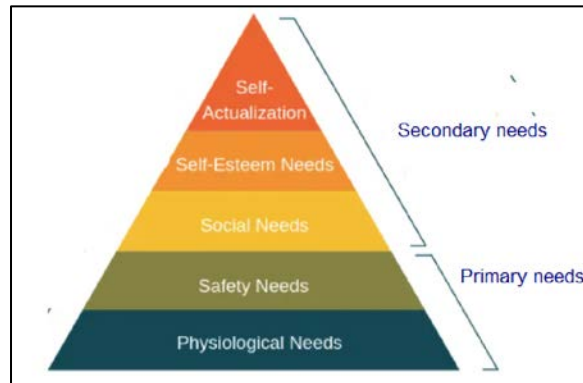 Self-
Actualization
Secondary needs
Self-Esteem Needs
Social Needs
Safety Needs
Primary needs
Physiological Needs